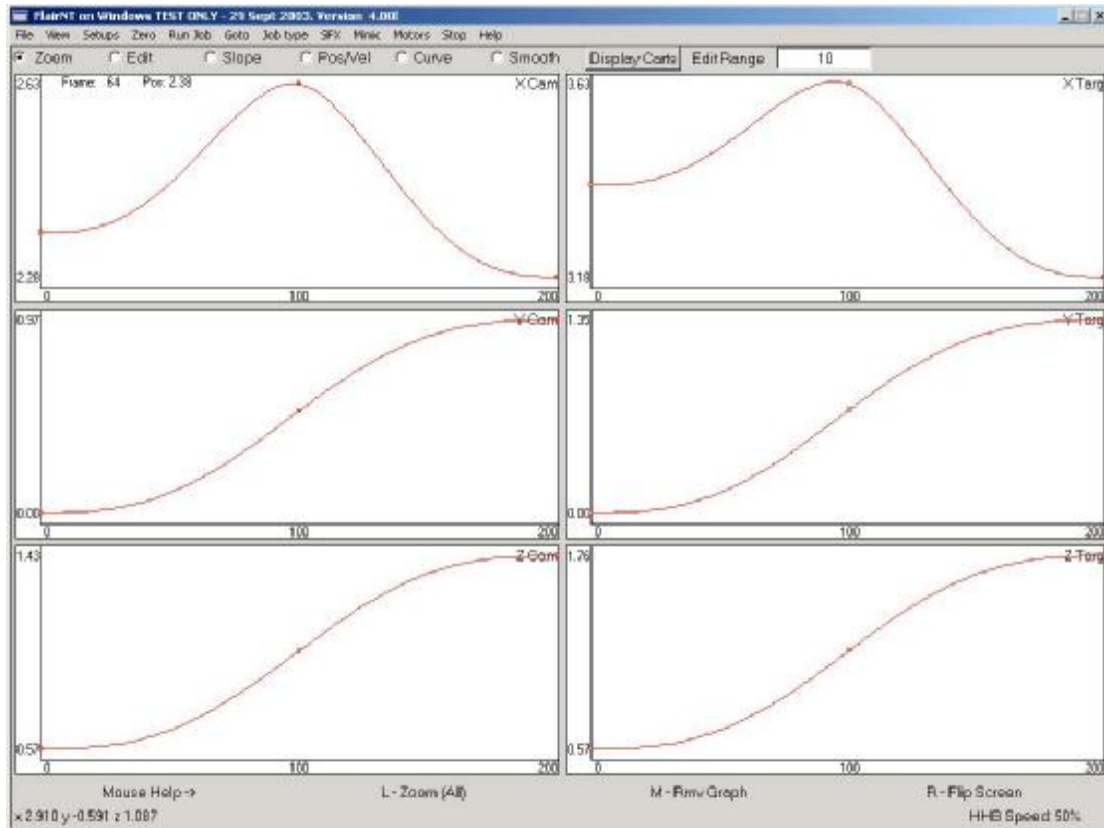 FlairNT on Windows TEST ONLY - 29 Sept 2003. Version 4.00l
File View Setups Zero Run Job Goto Job type SFX Mimic Motors Stop Help
Zoom Edit Slope Pos/Vel Curve Smooth Display Carts Edit Range 10
2.63 Frame: 64 Pos: 2.38 X Cam
2.28
0 100 200
3.63 X Targ
3.18
0 100 200
0.97 Y Cam
0.00
0 100 200
1.35 Y Targ
0.00
0 100 200
1.43 Z Cam
0.57
0 100 200
1.76 Z Targ
0.57
0 100 200
Mouse Help-> L - Zoom (All) M - Rmv Graph R - Flip Screen
x 2.910 y -0.591 z 1.087 HHB Speed: 50%